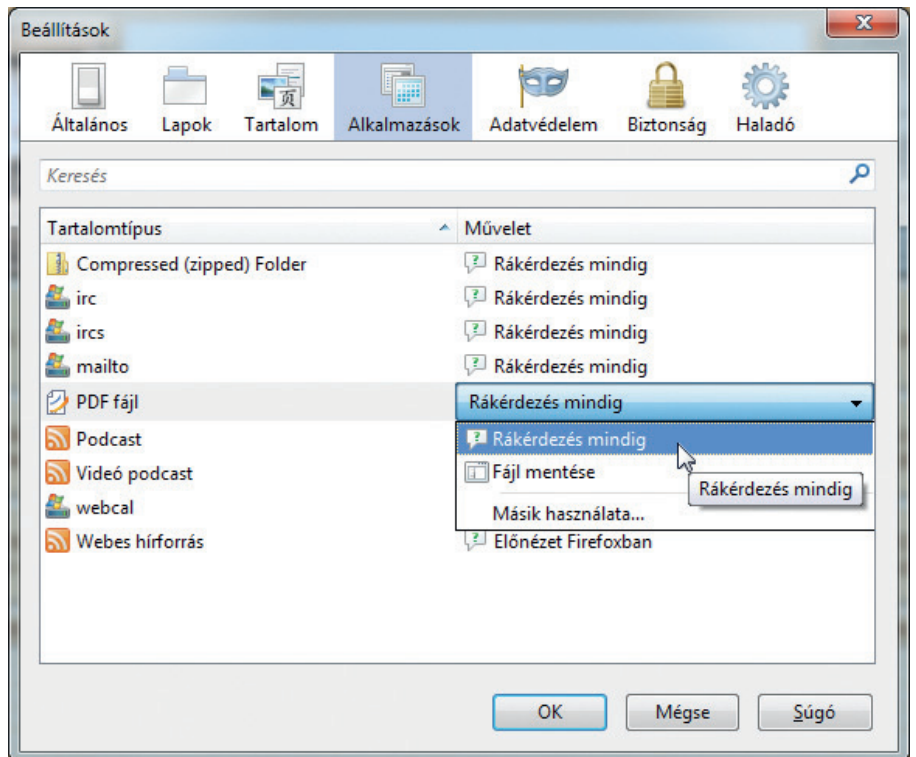 Beállítások
Általános Lapok Tartalom Alkalmazások Adatvédelem Biztonság Haladó
Keresés
Tartalomtípus Művelet
Compressed (zipped) Folder Rákérdezés mindig
irc Rákérdezés mindig
ircs Rákérdezés mindig
mailto Rákérdezés mindig
PDF fájl Rákérdezés mindig
Podcast Rákérdezés mindig
Videó podcast Fájl mentése
Rákérdezés mindig
webcal Másik használata...
Webes hírforrás Előnézet Firefoxban
OK Mégse Súgó
页